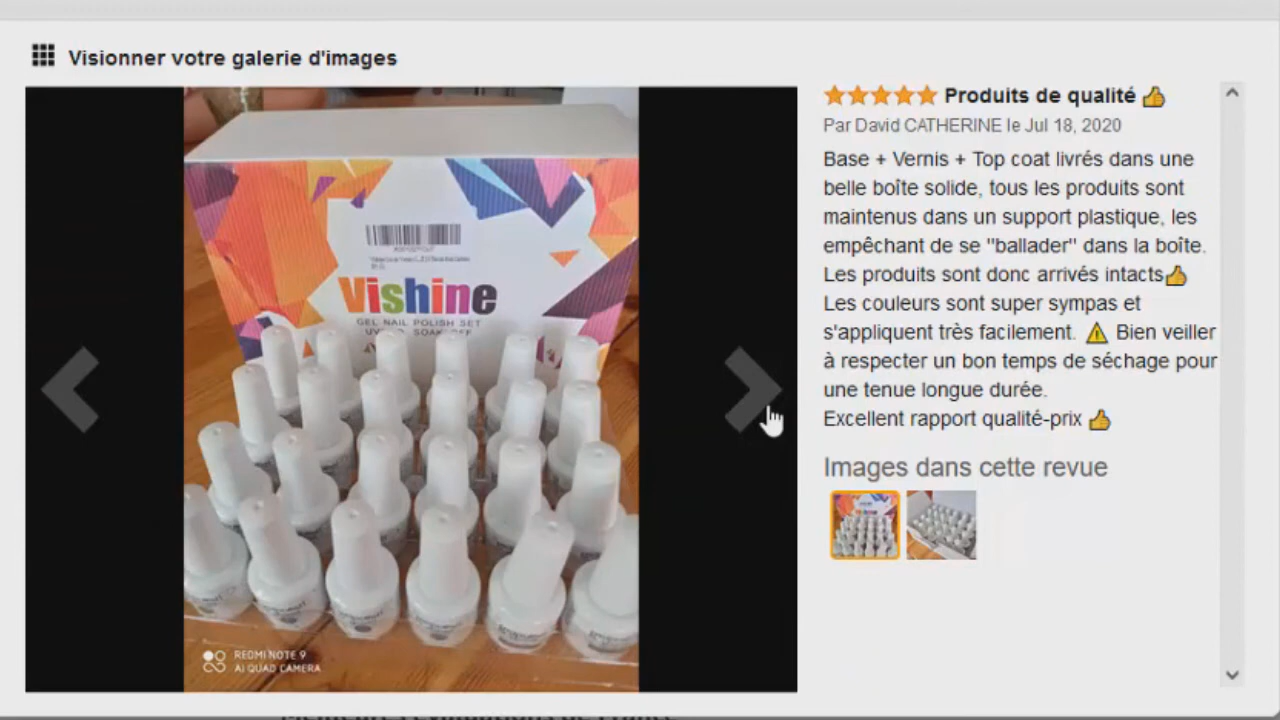 Visionner votre galerie d'images
Produits de qualité 👍
Par David CATHERINE le Jul 18, 2020
Base + Vernis + Top coat livrés dans une
belle boîte solide, tous les produits sont
maintenus dans un support plastique, les
empêchant de se "ballader" dans la boîte.
Les produits sont donc arrivés intacts👍
Les couleurs sont super sympas et
s'appliquent très facilement. ⚠ Bien veiller
à respecter un bon temps de séchage pour
une tenue longue durée.
Excellent rapport qualité-prix 👍
Images dans cette revue
Vishine
GEL NAIL POLISH SET
SOAK OFF
REDMI NOTE 9
AI QUAD CAMERA